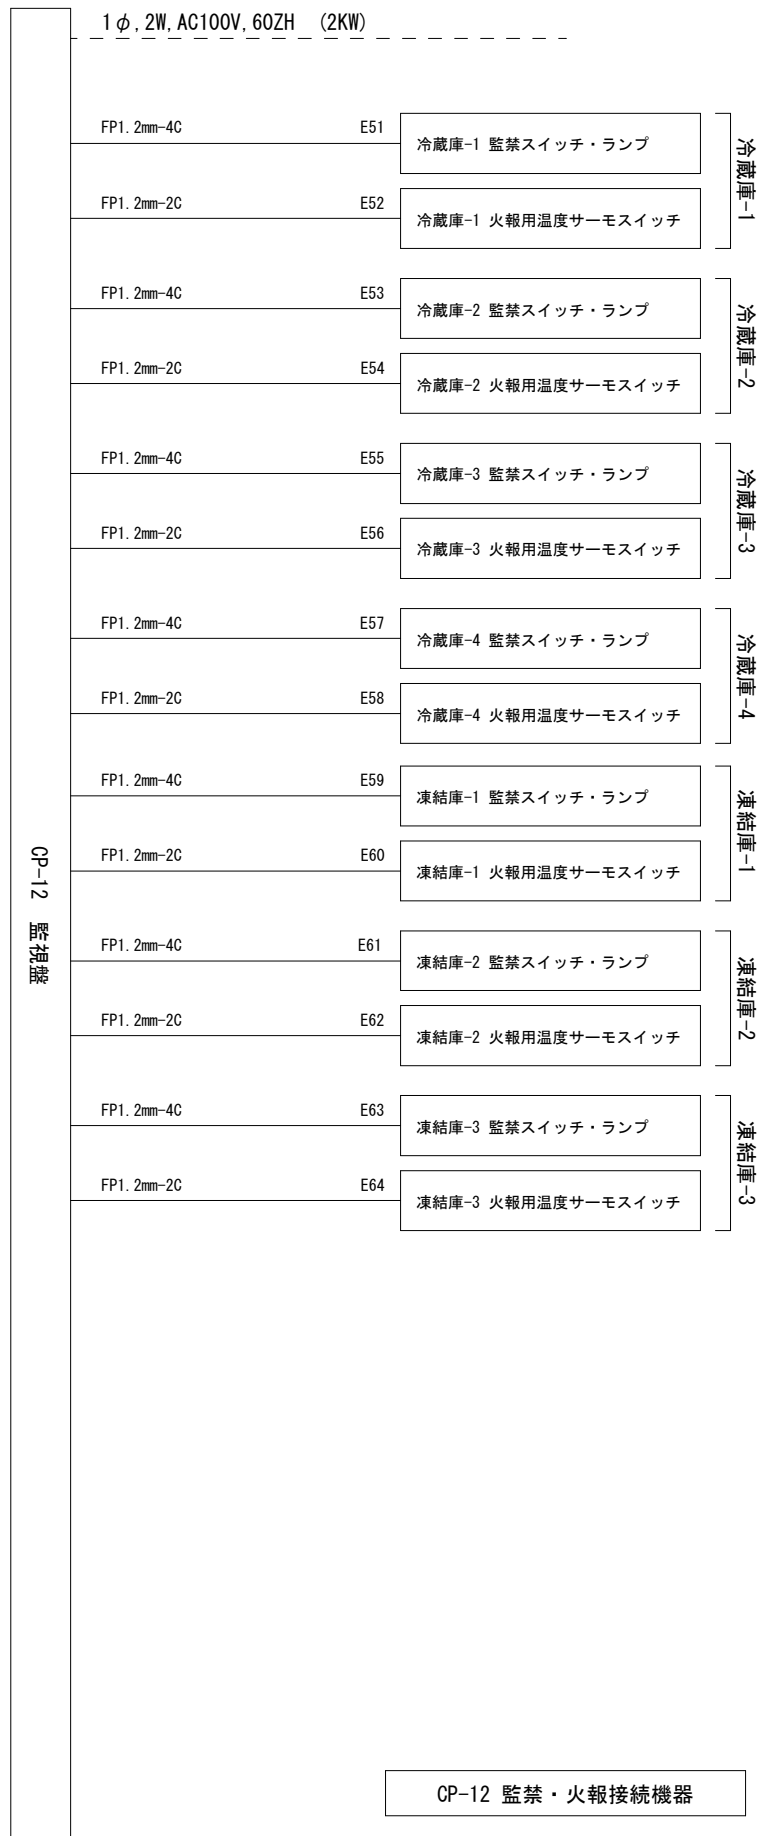 1φ,2W,AC100V,60ZH (2KW)
FP1.2mm-4C E51 冷蔵庫-1 監禁スイッチ・ランプ
FP1.2mm-2C E52 冷蔵庫-1 火報用温度サーモスイッチ
冷蔵庫-1
FP1.2mm-4C E53 冷蔵庫-2 監禁スイッチ・ランプ
FP1.2mm-2C E54 冷蔵庫-2 火報用温度サーモスイッチ
冷蔵庫-2
FP1.2mm-4C E55 冷蔵庫-3 監禁スイッチ・ランプ
FP1.2mm-2C E56 冷蔵庫-3 火報用温度サーモスイッチ
冷蔵庫-3
FP1.2mm-4C E57 冷蔵庫-4 監禁スイッチ・ランプ
FP1.2mm-2C E58 冷蔵庫-4 火報用温度サーモスイッチ
冷蔵庫-4
FP1.2mm-4C E59 凍結庫-1 監禁スイッチ・ランプ
FP1.2mm-2C E60 凍結庫-1 火報用温度サーモスイッチ
凍結庫-1
CP-12 監視盤
FP1.2mm-4C E61 凍結庫-2 監禁スイッチ・ランプ
FP1.2mm-2C E62 凍結庫-2 火報用温度サーモスイッチ
凍結庫-2
FP1.2mm-4C E63 凍結庫-3 監禁スイッチ・ランプ
FP1.2mm-2C E64 凍結庫-3 火報用温度サーモスイッチ
凍結庫-3
CP-12 監禁・火報接続機器